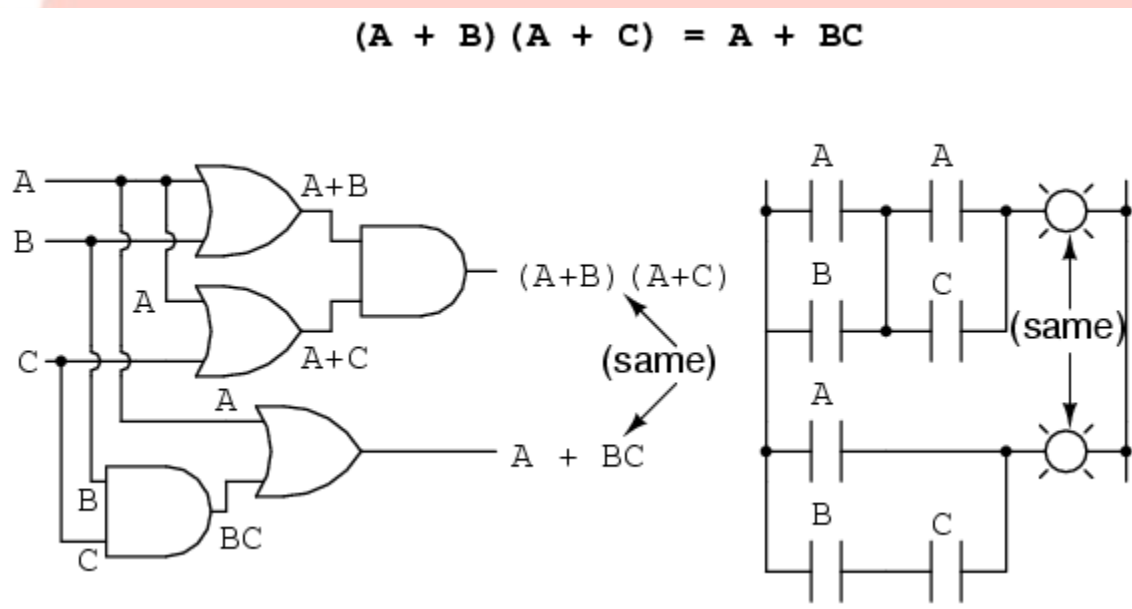 (A + B)(A + C) = A + BC
A A
A A+B
B
(A+B)(A+C)
B C
A
(same)
C A+C
(same)
A
A
A + BC
B
BC
B C
C